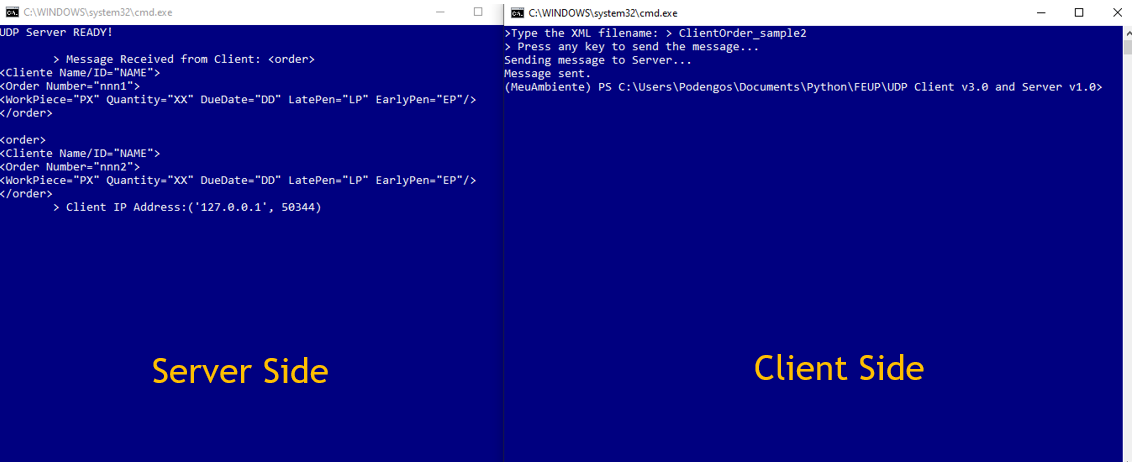 C:\WINDOWS\system32\cmd.exe
UDP Server READY!
> Message Received from Client: <order>
<Cliente Name/ID="NAME">
<Order Number="nnn1">
<WorkPiece="PX" Quantity="XX" DueDate="DD" LatePen="LP" EarlyPen="EP"/>
</order>
<order>
<Cliente Name/ID="NAME">
<Order Number="nnn2">
<WorkPiece="PX" Quantity="XX" DueDate="DD" LatePen="LP" EarlyPen="EP"/>
</order>
> Client IP Address:('127.0.0.1', 50344)
Server Side
C:\WINDOWS\system32\cmd.exe
>Type the XML filename: > ClientOrder_sample2
> Press any key to send the message...
Sending message to Server...
Message sent.
(MeuAmbiente) PS C:\Users\Podengos\Documents\Python\FEUP\UDP Client v3.0 and Server v1.0>
Client Side